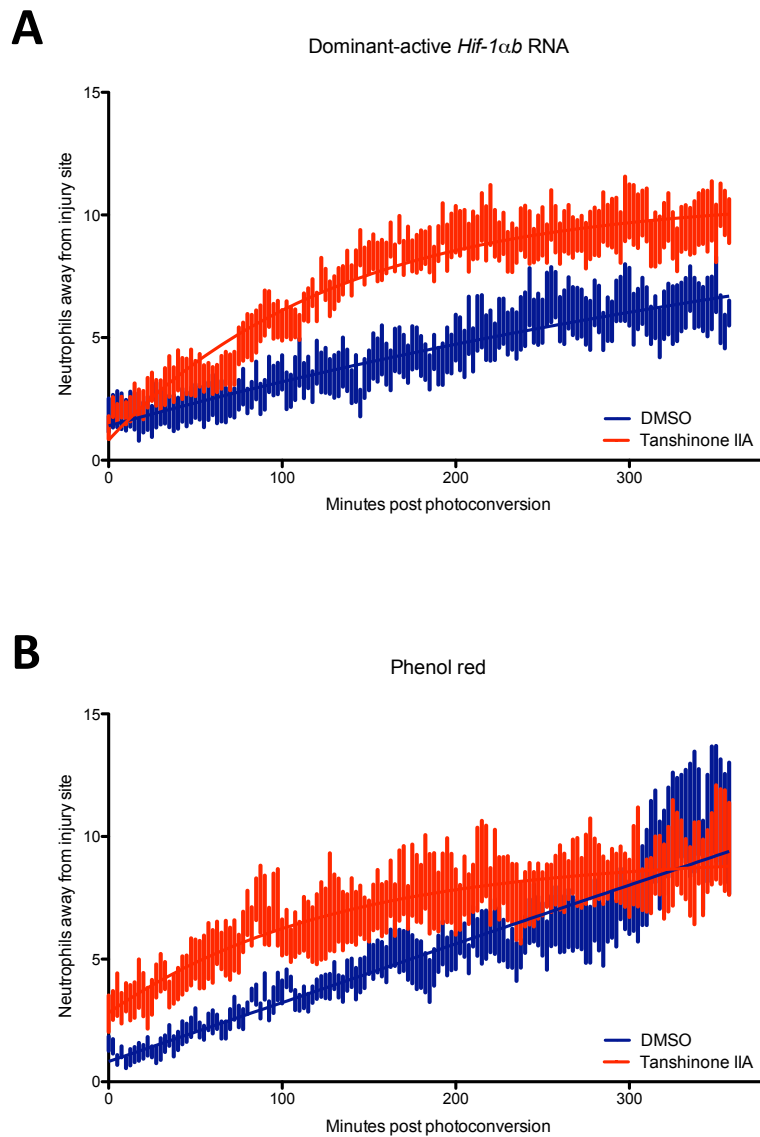 A
Dominant-active Hif-1αb RNA
15
10
5
0
Neutrophils away from injury site
DMSO
Tanshinone IIA
0 100 200 300
Minutes post photoconversion
B
Phenol red
15
10
5
0
Neutrophils away from injury site
DMSO
Tanshinone IIA
0 100 200 300
Minutes post photoconversion